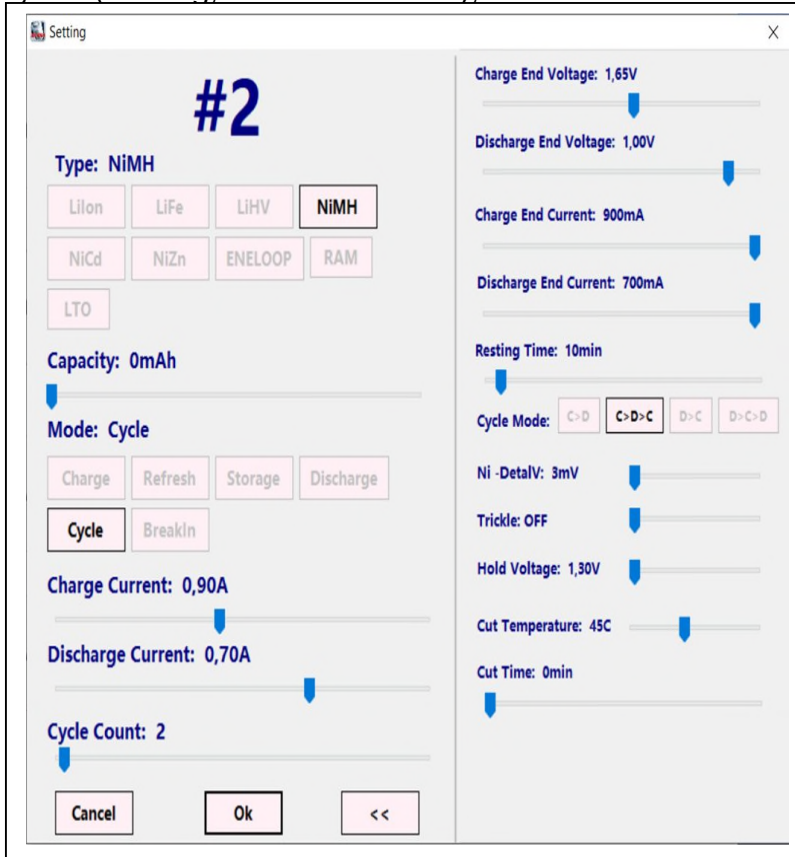 Setting
X
#2
Type: NiMH
LiIon LiFe LiHV NiMH
NiCd NiZn ENELOOP RAM
LTO
Capacity: 0mAh
Mode: Cycle
Charge Refresh Storage Discharge
Cycle BreakIn
Charge Current: 0,90A
Discharge Current: 0,70A
Cycle Count: 2
Cancel Ok <<
Charge End Voltage: 1,65V
Discharge End Voltage: 1,00V
Charge End Current: 900mA
Discharge End Current: 700mA
Resting Time: 10min
Cycle Mode: C>D C>D>C D>C D>C>D
Ni -DetalV: 3mV
Trickle: OFF
Hold Voltage: 1,30V
Cut Temperature: 45C
Cut Time: 0min